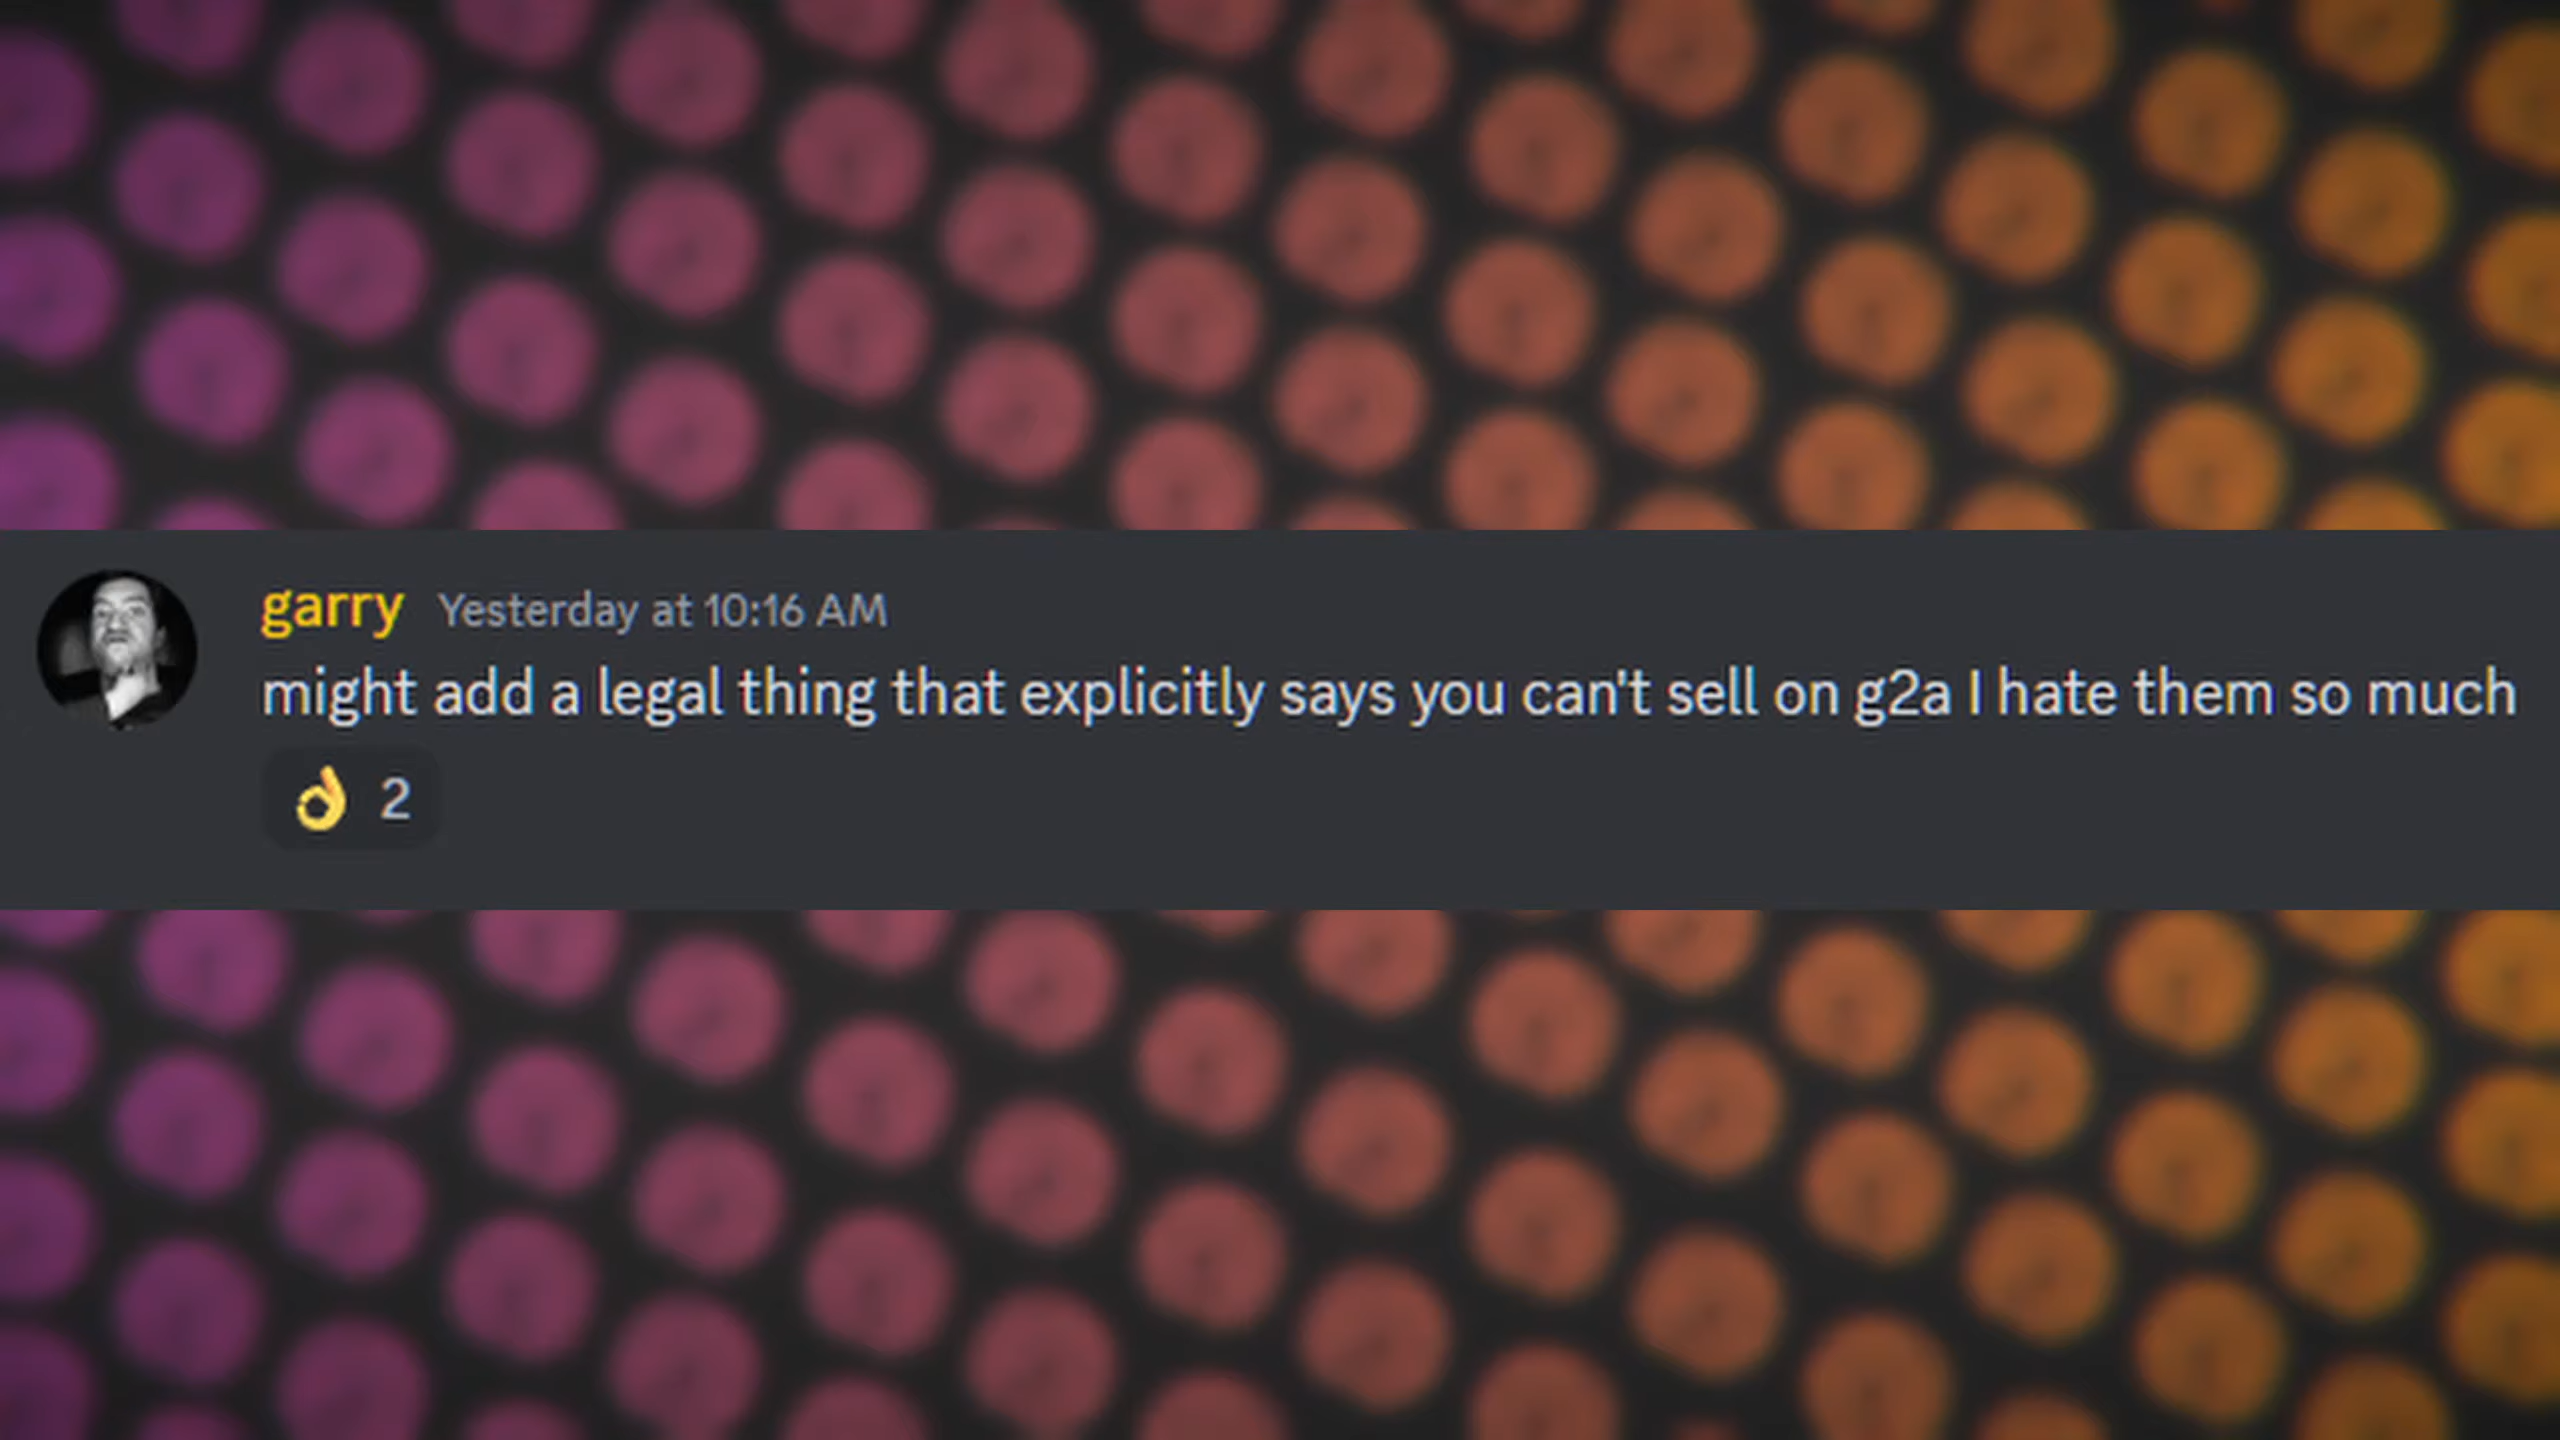 garry Yesterday at 10:16 AM
might add a legal thing that explicitly says you can't sell on g2a I hate them so much
👌 2